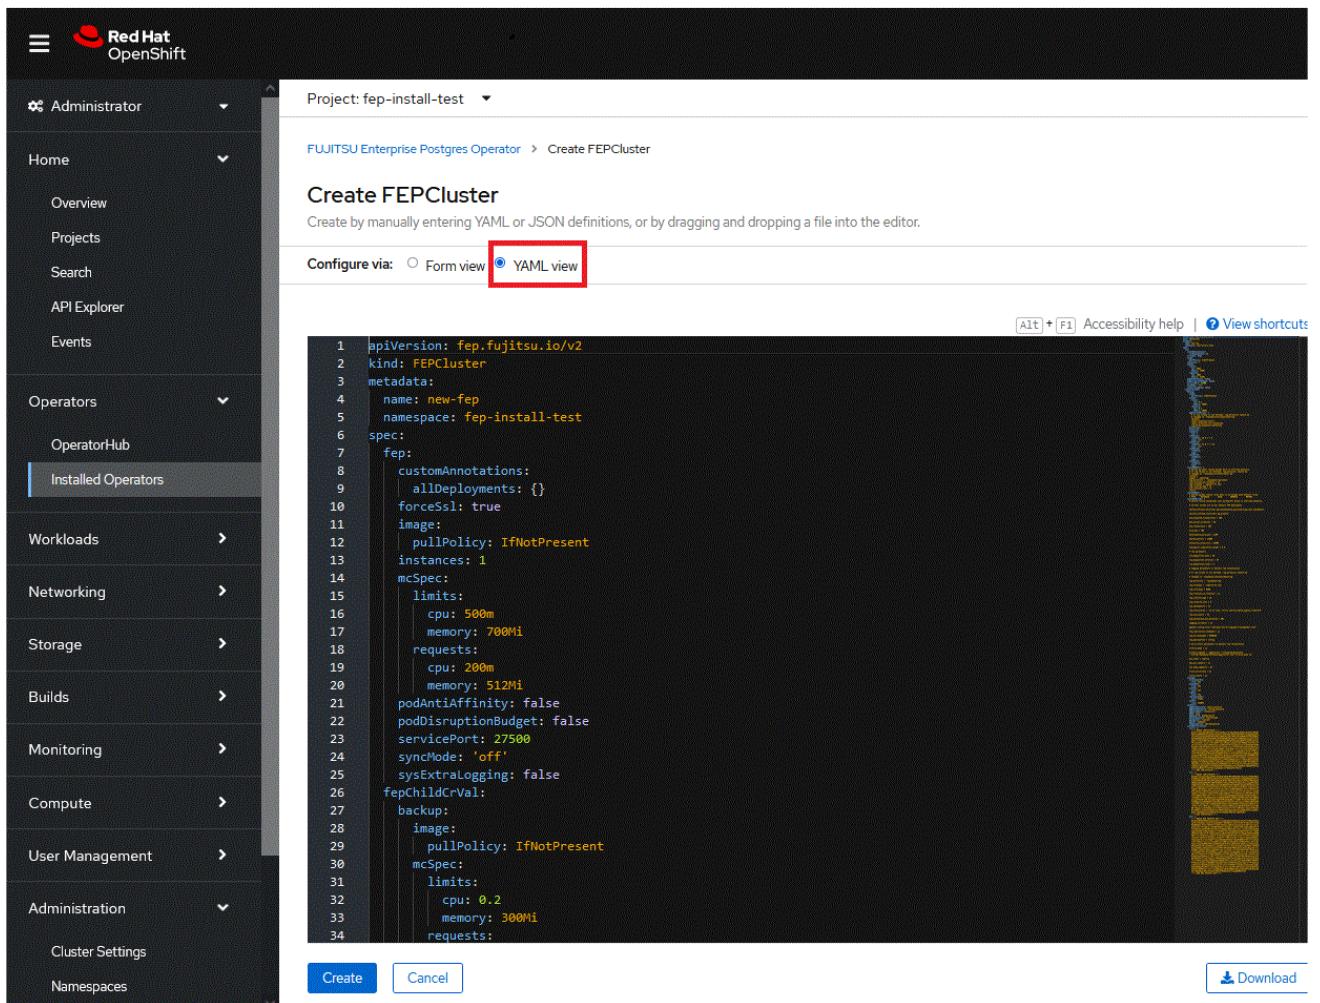 Red Hat
OpenShift
Administrator
Home
Overview
Projects
Search
API Explorer
Events
Operators
OperatorHub
Installed Operators
Workloads
Networking
Storage
Builds
Monitoring
Compute
User Management
Administration
Cluster Settings
Namespaces
Project: fep-install-test
FUJITSU Enterprise Postgres Operator > Create FEPCluster
Create FEPCluster
Create by manually entering YAML or JSON definitions, or by dragging and dropping a file into the editor.
Configure via: Form view YAML view
Alt + F1 Accessibility help | View shortcuts
1 apiVersion: fep.fujitsu.io/v2
2 kind: FEPCluster
3 metadata:
4 name: new-fep
5 namespace: fep-install-test
6 spec:
7 fep:
8 customAnnotations:
9 allDeployments: {}
10 forceSsl: true
11 image:
12 pullPolicy: IfNotPresent
13 instances: 1
14 mcSpec:
15 limits:
16 cpu: 500m
17 memory: 700Mi
18 requests:
19 cpu: 200m
20 memory: 512Mi
21 podAntiAffinity: false
22 podDisruptionBudget: false
23 servicePort: 27500
24 syncMode: 'off'
25 sysExtraLogging: false
26 fepChildCrVal:
27 backup:
28 image:
29 pullPolicy: IfNotPresent
30 mcSpec:
31 limits:
32 cpu: 0.2
33 memory: 300Mi
34 requests:
Create Cancel Download